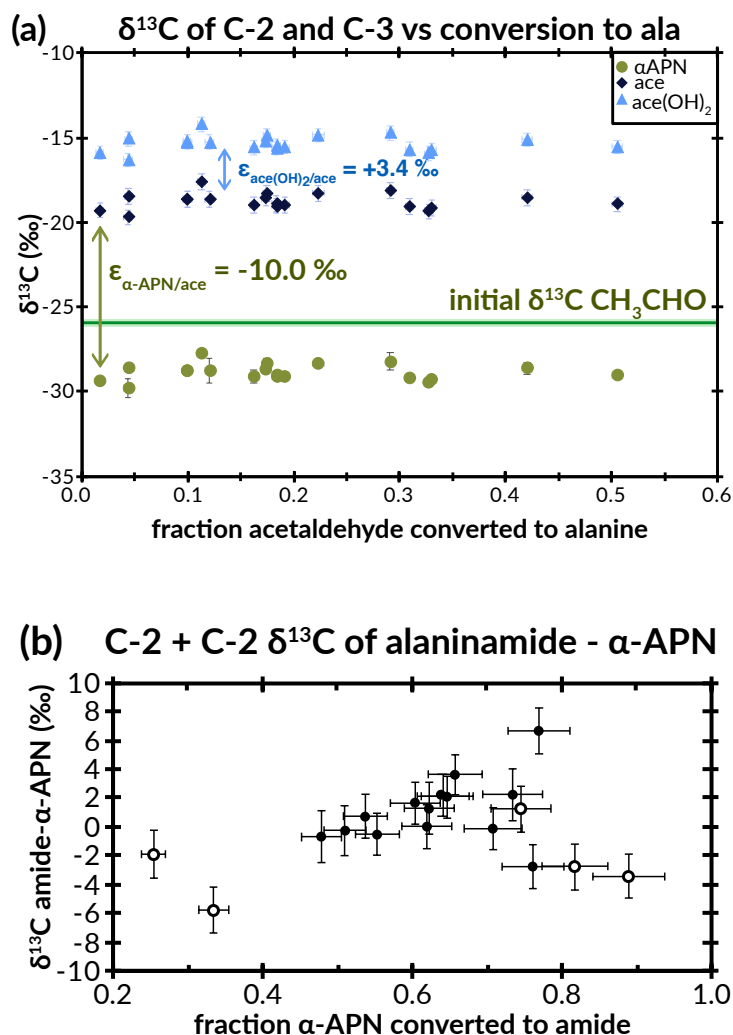 (a) δ¹³C of C-2 and C-3 vs conversion to ala
-10
-15
-20
-25
-30
-35
δ¹³C (‰)
αAPN
ace
ace(OH)₂
ε ace(OH)₂/ace = +3.4 ‰
ε α-APN/ace = -10.0 ‰
initial δ¹³C CH₃CHO
0.0 0.1 0.2 0.3 0.4 0.5 0.6
fraction acetaldehyde converted to alanine
(b) C-2 + C-2 δ¹³C of alaninamide - α-APN
10
8
6
4
2
0
-2
-4
-6
-8
-10
δ¹³C amide-α-APN (‰)
0.2 0.4 0.6 0.8 1.0
fraction α-APN converted to amide